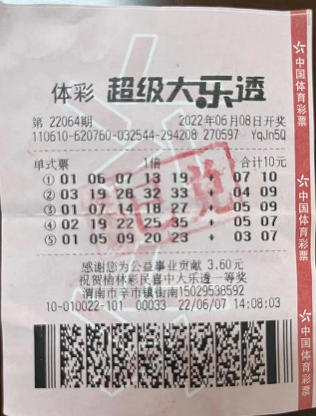 体彩 超级大乐透
第 22064期 2022年06月08日开奖
110610-620760-032544-294208 270597 YqJn5Q
单式票 1倍 合计10元
① 01 06 07 13 19 + 07 10
② 03 19 28 32 33 + 04 09
③ 01 07 14 18 27 + 05 09
④ 02 19 22 25 35 + 05 07
⑤ 01 05 09 20 23 + 03 07
感谢您为公益事业贡献 3.60元
祝贺榆林彩民喜中大乐透一等奖
渭南市辛市镇街南15029538592
10-010022-101 00033 22/06/07 14:08:03
中国体育彩票
中国体育彩票
中国体育彩票